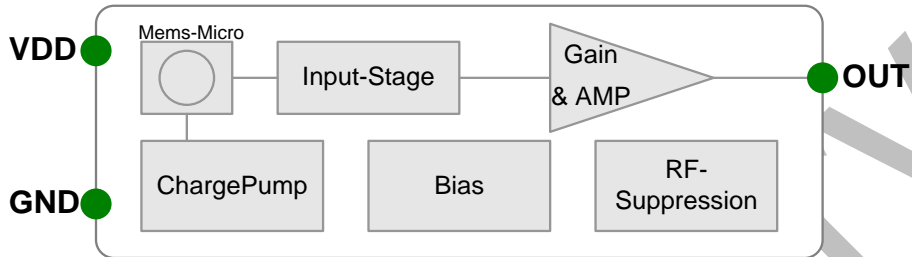 Mems-Micro
VDD
Input-Stage
Gain
& AMP
OUT
GND
ChargePump
Bias
RF-
Suppression